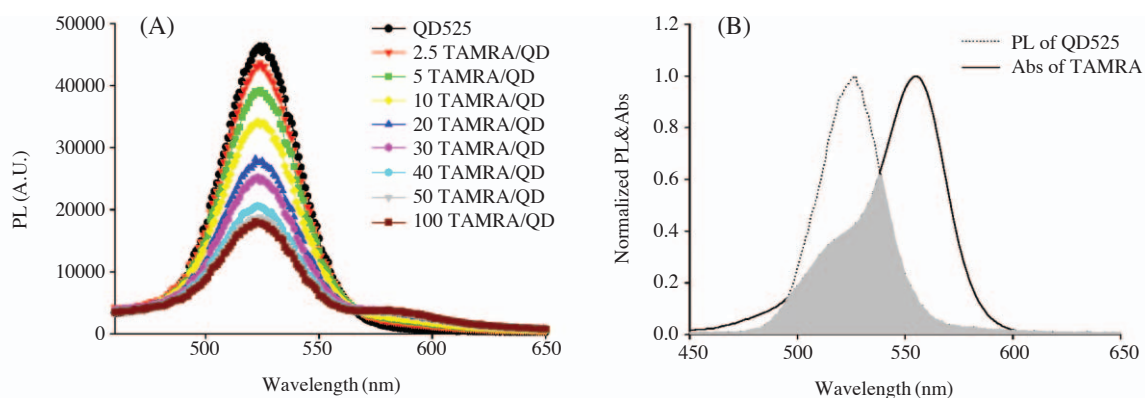 (A)
PL (A.U.)
50000
40000
30000
20000
10000
0
500
550
600
650
Wavelength (nm)
QD525
2.5 TAMRA/QD
5 TAMRA/QD
10 TAMRA/QD
20 TAMRA/QD
30 TAMRA/QD
40 TAMRA/QD
50 TAMRA/QD
100 TAMRA/QD
(B)
Normalized PL&Abs
1.2
1.0
0.8
0.6
0.4
0.2
0.0
450
500
550
600
650
Wavelength (nm)
PL of QD525
Abs of TAMRA